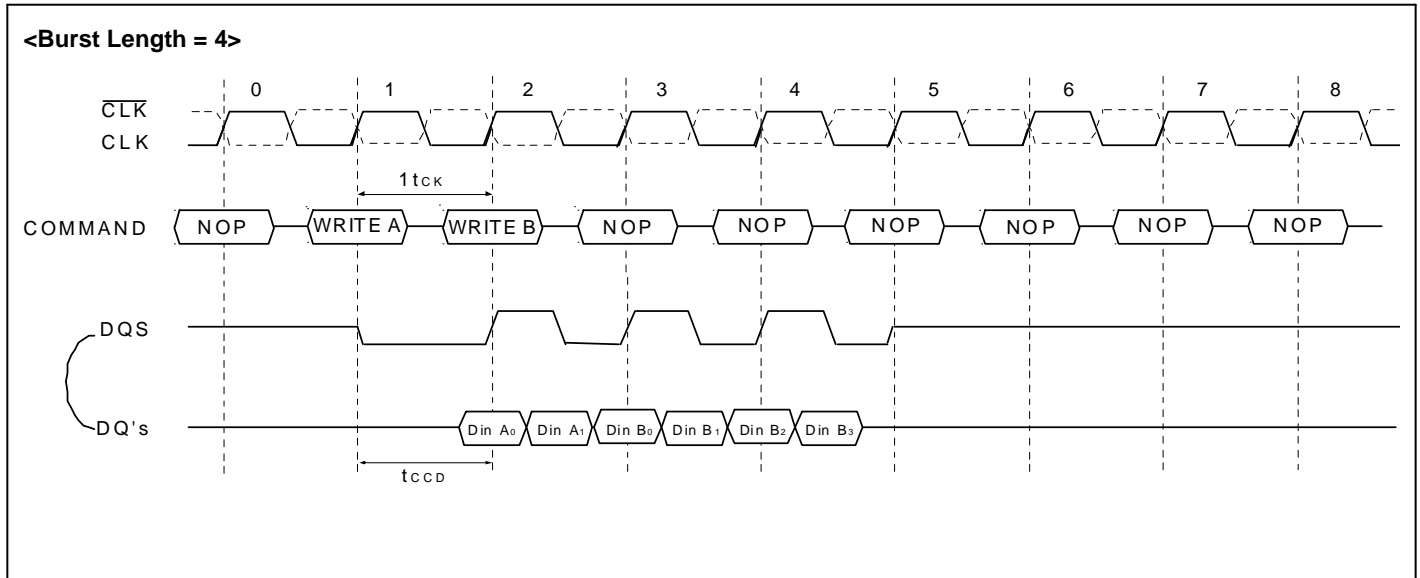 <Burst Length = 4>
0 1 2 3 4 5 6 7 8
CLK
CLK
1tCK
COMMAND NOP WRITE A WRITE B NOP NOP NOP NOP NOP NOP
DQS
DQ's Din A0 Din A1 Din B0 Din B1 Din B2 Din B3
tCCD